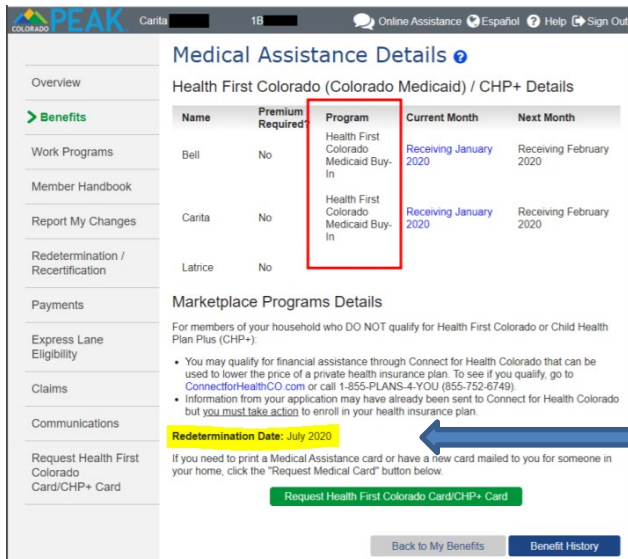 COLORADO PEAK Carita 1B Online Assistance Español Help Sign Out
Medical Assistance Details
Overview
Benefits
Work Programs
Member Handbook
Report My Changes
Redetermination /
Recertification
Payments
Express Lane
Eligibility
Claims
Communications
Request Health First
Colorado
Card/CHP+ Card
Health First Colorado (Colorado Medicaid) / CHP+ Details
Name Premium Required? Program Current Month Next Month
Bell No Health First Colorado Medicaid Buy-In Receiving January 2020 Receiving February 2020
Carita No Health First Colorado Medicaid Buy-In Receiving January 2020 Receiving February 2020
Latrice No
Marketplace Programs Details
For members of your household who DO NOT qualify for Health First Colorado or Child Health
Plan Plus (CHP+):
• You may qualify for financial assistance through Connect for Health Colorado that can be
used to lower the price of a private health insurance plan. To see if you qualify, go to
ConnectforHealthCO.com or call 1-855-PLANS-4-YOU (855-752-6749).
• Information from your application may have already been sent to Connect for Health Colorado
but you must take action to enroll in your health insurance plan.
Redetermination Date: July 2020
If you need to print a Medical Assistance card or have a new card mailed to you for someone in
your home, click the "Request Medical Card" button below.
Request Health First Colorado Card/CHP+ Card
Back to My Benefits Benefit History